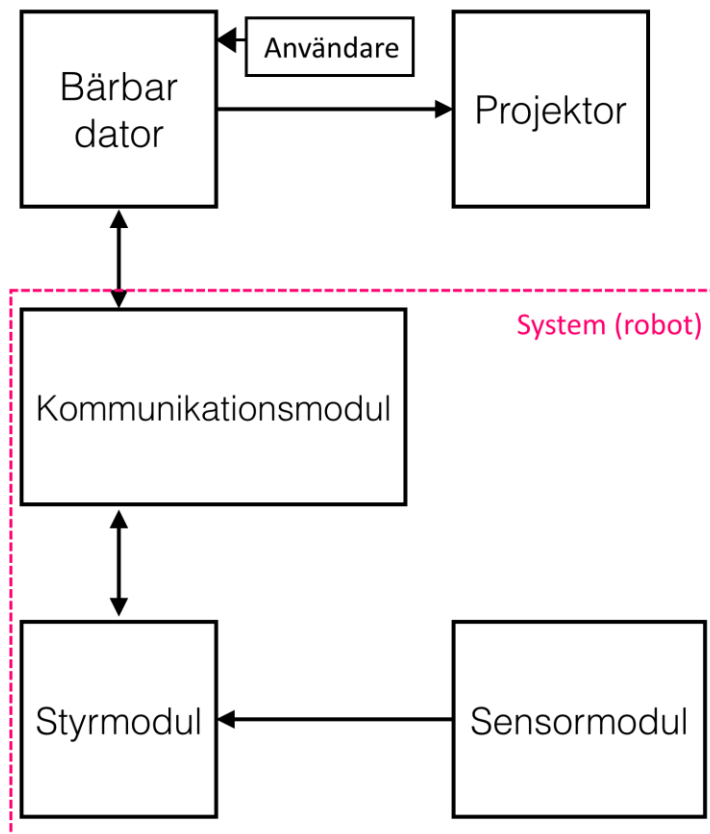 Användare
Bärbar
dator
Projektor
System (robot)
Kommunikationsmodul
Styrmodul
Sensormodul